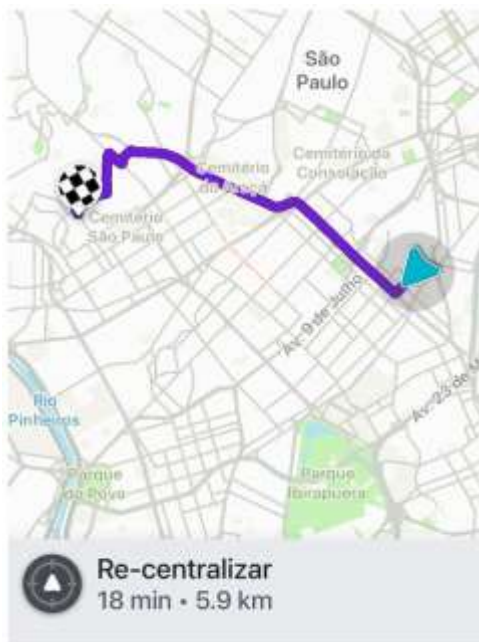 São
Paulo
Cemitério
do Araçá
Cemitério da
Consolação
Cemitério
São Paulo
Av. 9 de Julho
Rio
Pinheiros
Av. 23 de M
Parque
do Povo
Parque
Ibirapuera
Re-centralizar
18 min • 5.9 km